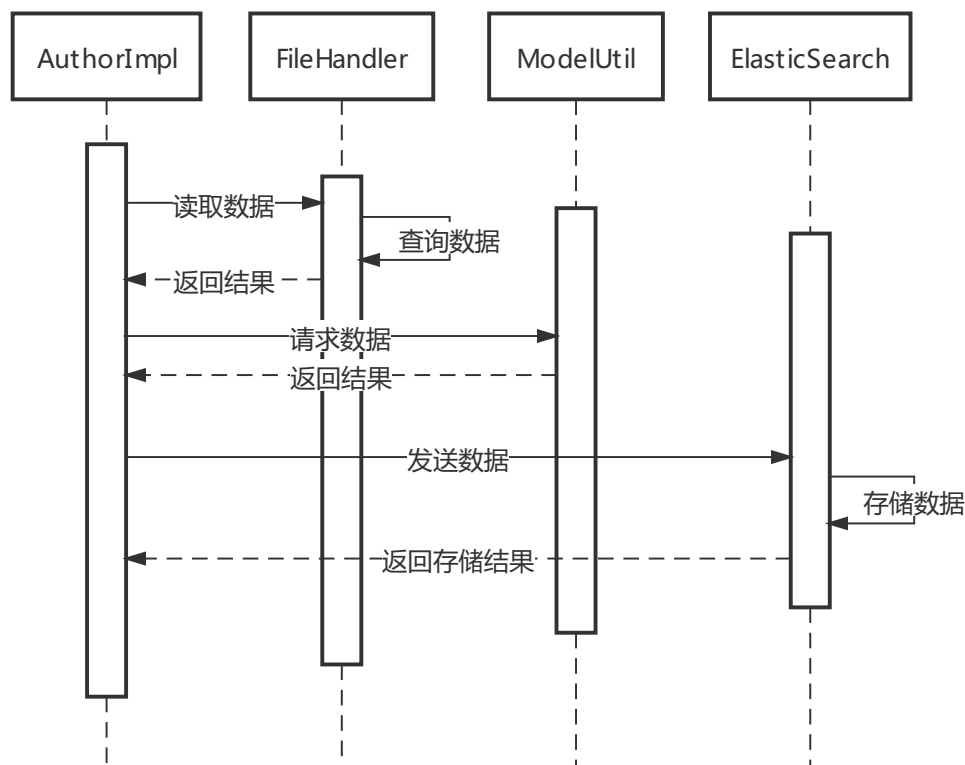 AuthorImpl
FileHandler
ModelUtil
ElasticSearch
读取数据
查询数据
返回结果
请求数据
返回结果
发送数据
存储数据
返回存储结果